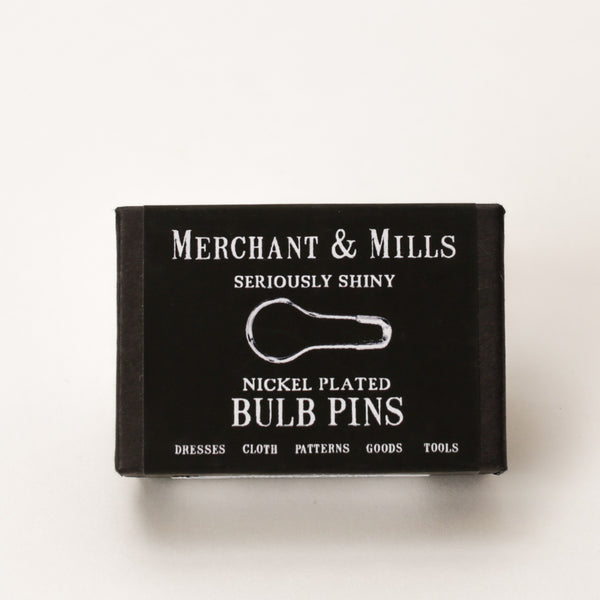 MERCHANT & MILLS
SERIOUSLY SHINY
NICKEL PLATED
BULB PINS
DRESSES CLOTH PATTERNS GOODS TOOLS